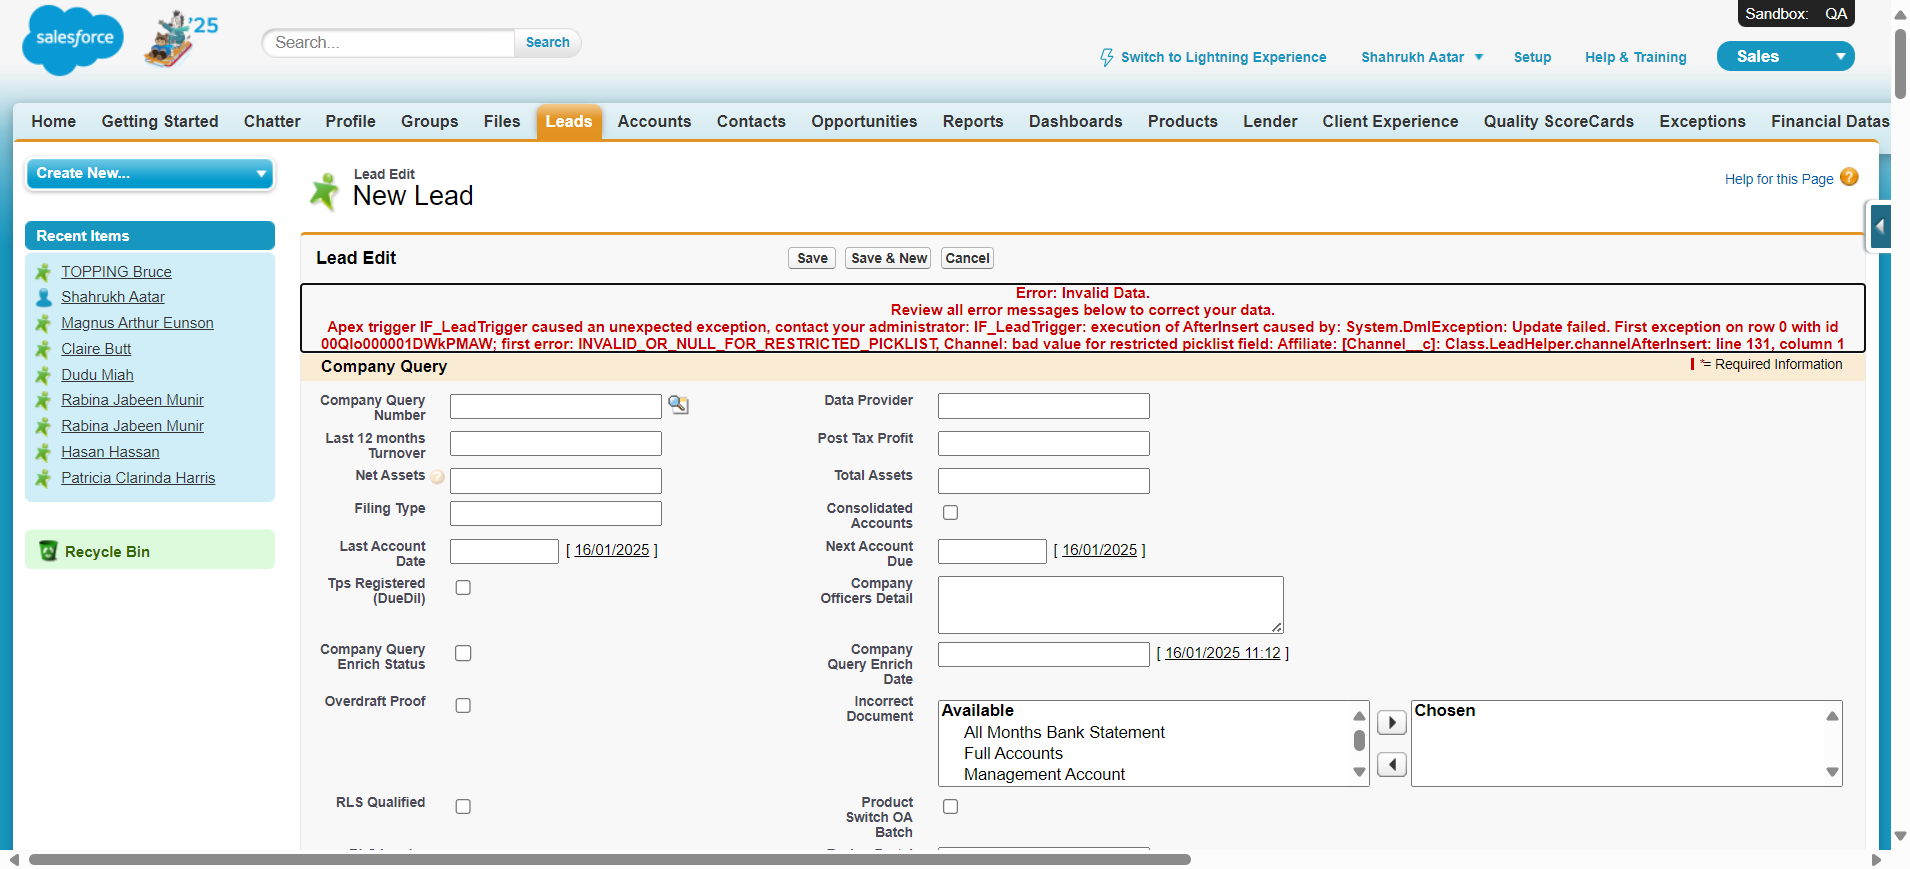 Sandbox: QA
salesforce
'25
Search...
Search
Switch to Lightning Experience
Shahrukh Aatar
Setup
Help & Training
Sales
Home
Getting Started
Chatter
Profile
Groups
Files
Leads
Accounts
Contacts
Opportunities
Reports
Dashboards
Products
Lender
Client Experience
Quality ScoreCards
Exceptions
Financial Datas
Create New...
Recent Items
TOPPING Bruce
Shahrukh Aatar
Magnus Arthur Eunson
Claire Butt
Dudu Miah
Rabina Jabeen Munir
Rabina Jabeen Munir
Hasan Hassan
Patricia Clarinda Harris
Recycle Bin
Lead Edit
New Lead
Help for this Page
Lead Edit
Save
Save & New
Cancel
Error: Invalid Data.
Review all error messages below to correct your data.
Apex trigger IF_LeadTrigger caused an unexpected exception, contact your administrator: IF_LeadTrigger: execution of AfterInsert caused by: System.DmlException: Update failed. First exception on row 0 with id
00QIo000001DWkPMAW; first error: INVALID_OR_NULL_FOR_RESTRICTED_PICKLIST, Channel: bad value for restricted picklist field: Affiliate: [Channel__c]: Class.LeadHelper.channelAfterInsert: line 131, column 1
Company Query
*= Required Information
Company Query
Number
Data Provider
Last 12 months
Turnover
Post Tax Profit
Net Assets
Total Assets
Filing Type
Consolidated
Accounts
Last Account
Date
[ 16/01/2025 ]
Next Account
Due
[ 16/01/2025 ]
Tps Registered
(DueDil)
Company
Officers Detail
Company Query
Enrich Status
Company
Query Enrich
Date
[ 16/01/2025 11:12 ]
Overdraft Proof
Incorrect
Document
Available
All Months Bank Statement
Full Accounts
Management Account
Chosen
RLS Qualified
Product
Switch OA
Batch